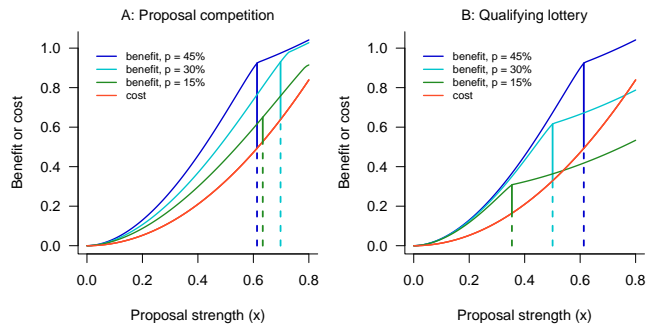 A: Proposal competition
benefit, p = 45%
benefit, p = 30%
benefit, p = 15%
cost
Benefit or cost
1.0
0.8
0.6
0.4
0.2
0.0
0.0 0.2 0.4 0.6 0.8
Proposal strength (x)
B: Qualifying lottery
benefit, p = 45%
benefit, p = 30%
benefit, p = 15%
cost
Benefit or cost
1.0
0.8
0.6
0.4
0.2
0.0
0.0 0.2 0.4 0.6 0.8
Proposal strength (x)